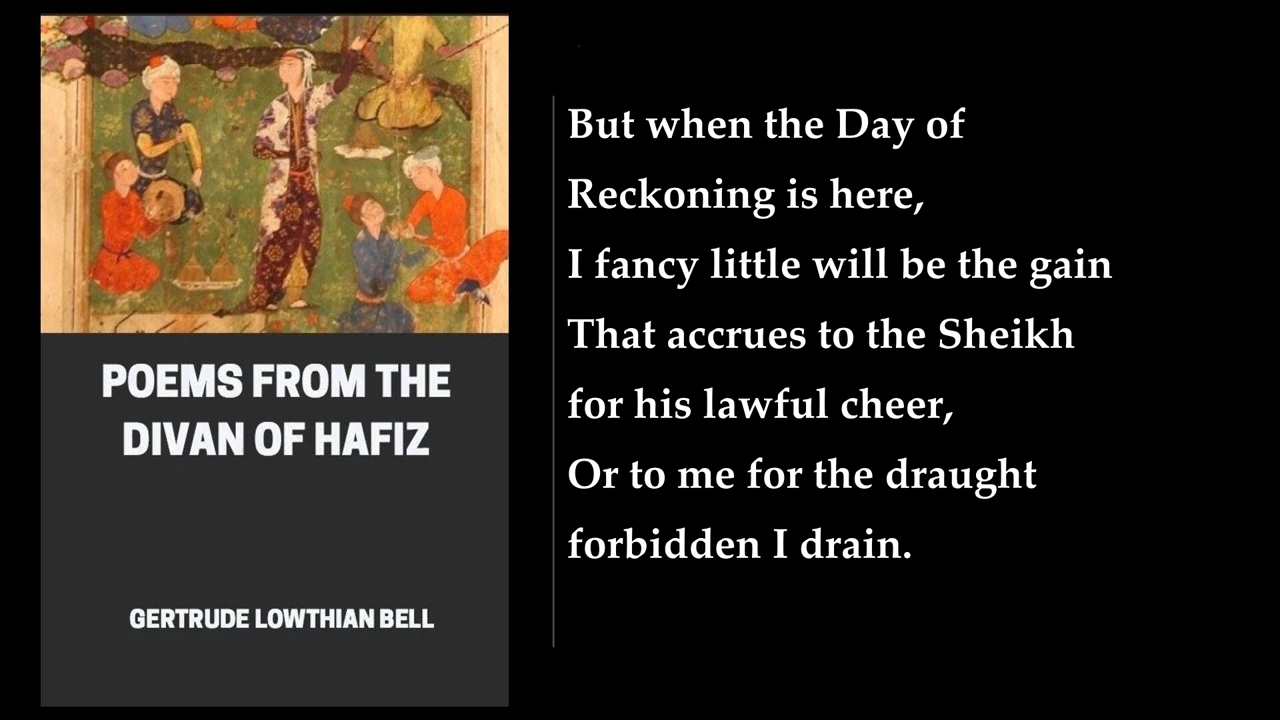 POEMS FROM THE
DIVAN OF HAFIZ
GERTRUDE LOWTHIAN BELL
But when the Day of
Reckoning is here,
I fancy little will be the gain
That accrues to the Sheikh
for his lawful cheer,
Or to me for the draught
forbidden I drain.